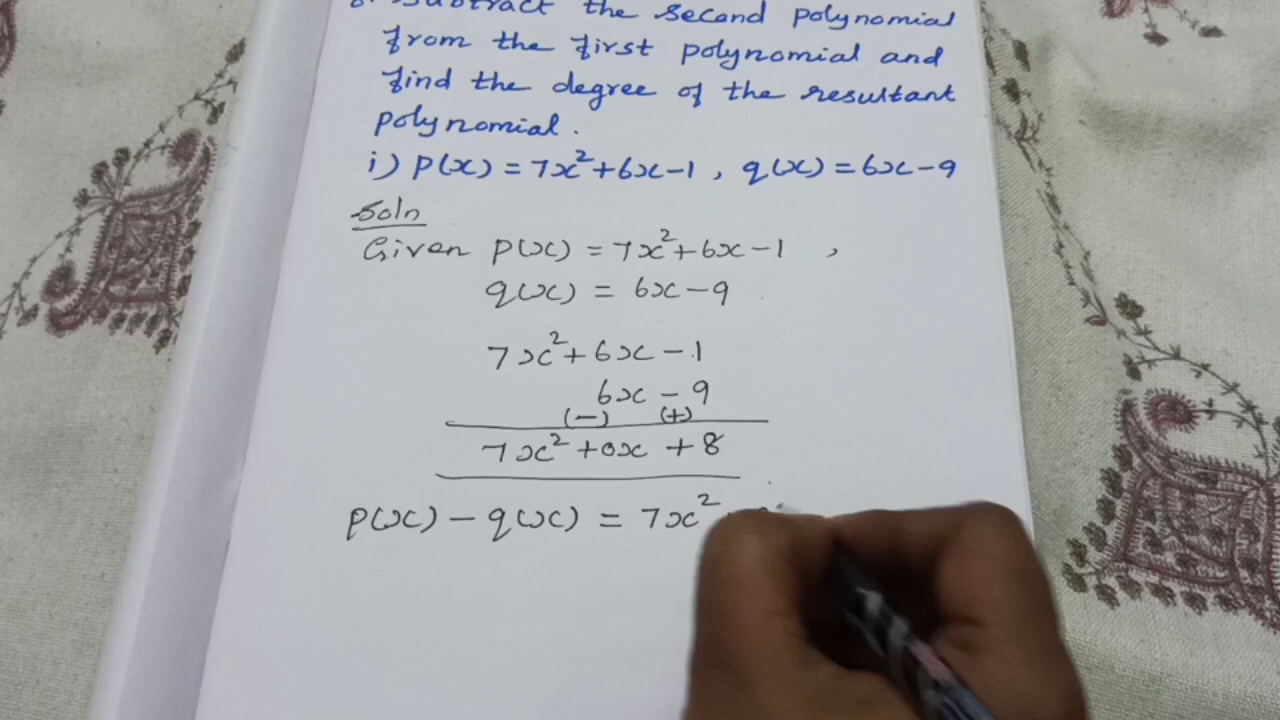 subtract the second polynomial
from the first polynomial and
find the degree of the resultant
polynomial.
i) p(x) = 7x²+6x-1, q(x) = 6x-9
Soln
Given p(x) = 7x²+6x-1,
q(x) = 6x-9
7x²+6x-1
6x-9
(-) (+)
7x²+0x+8
p(x)-q(x) = 7x²